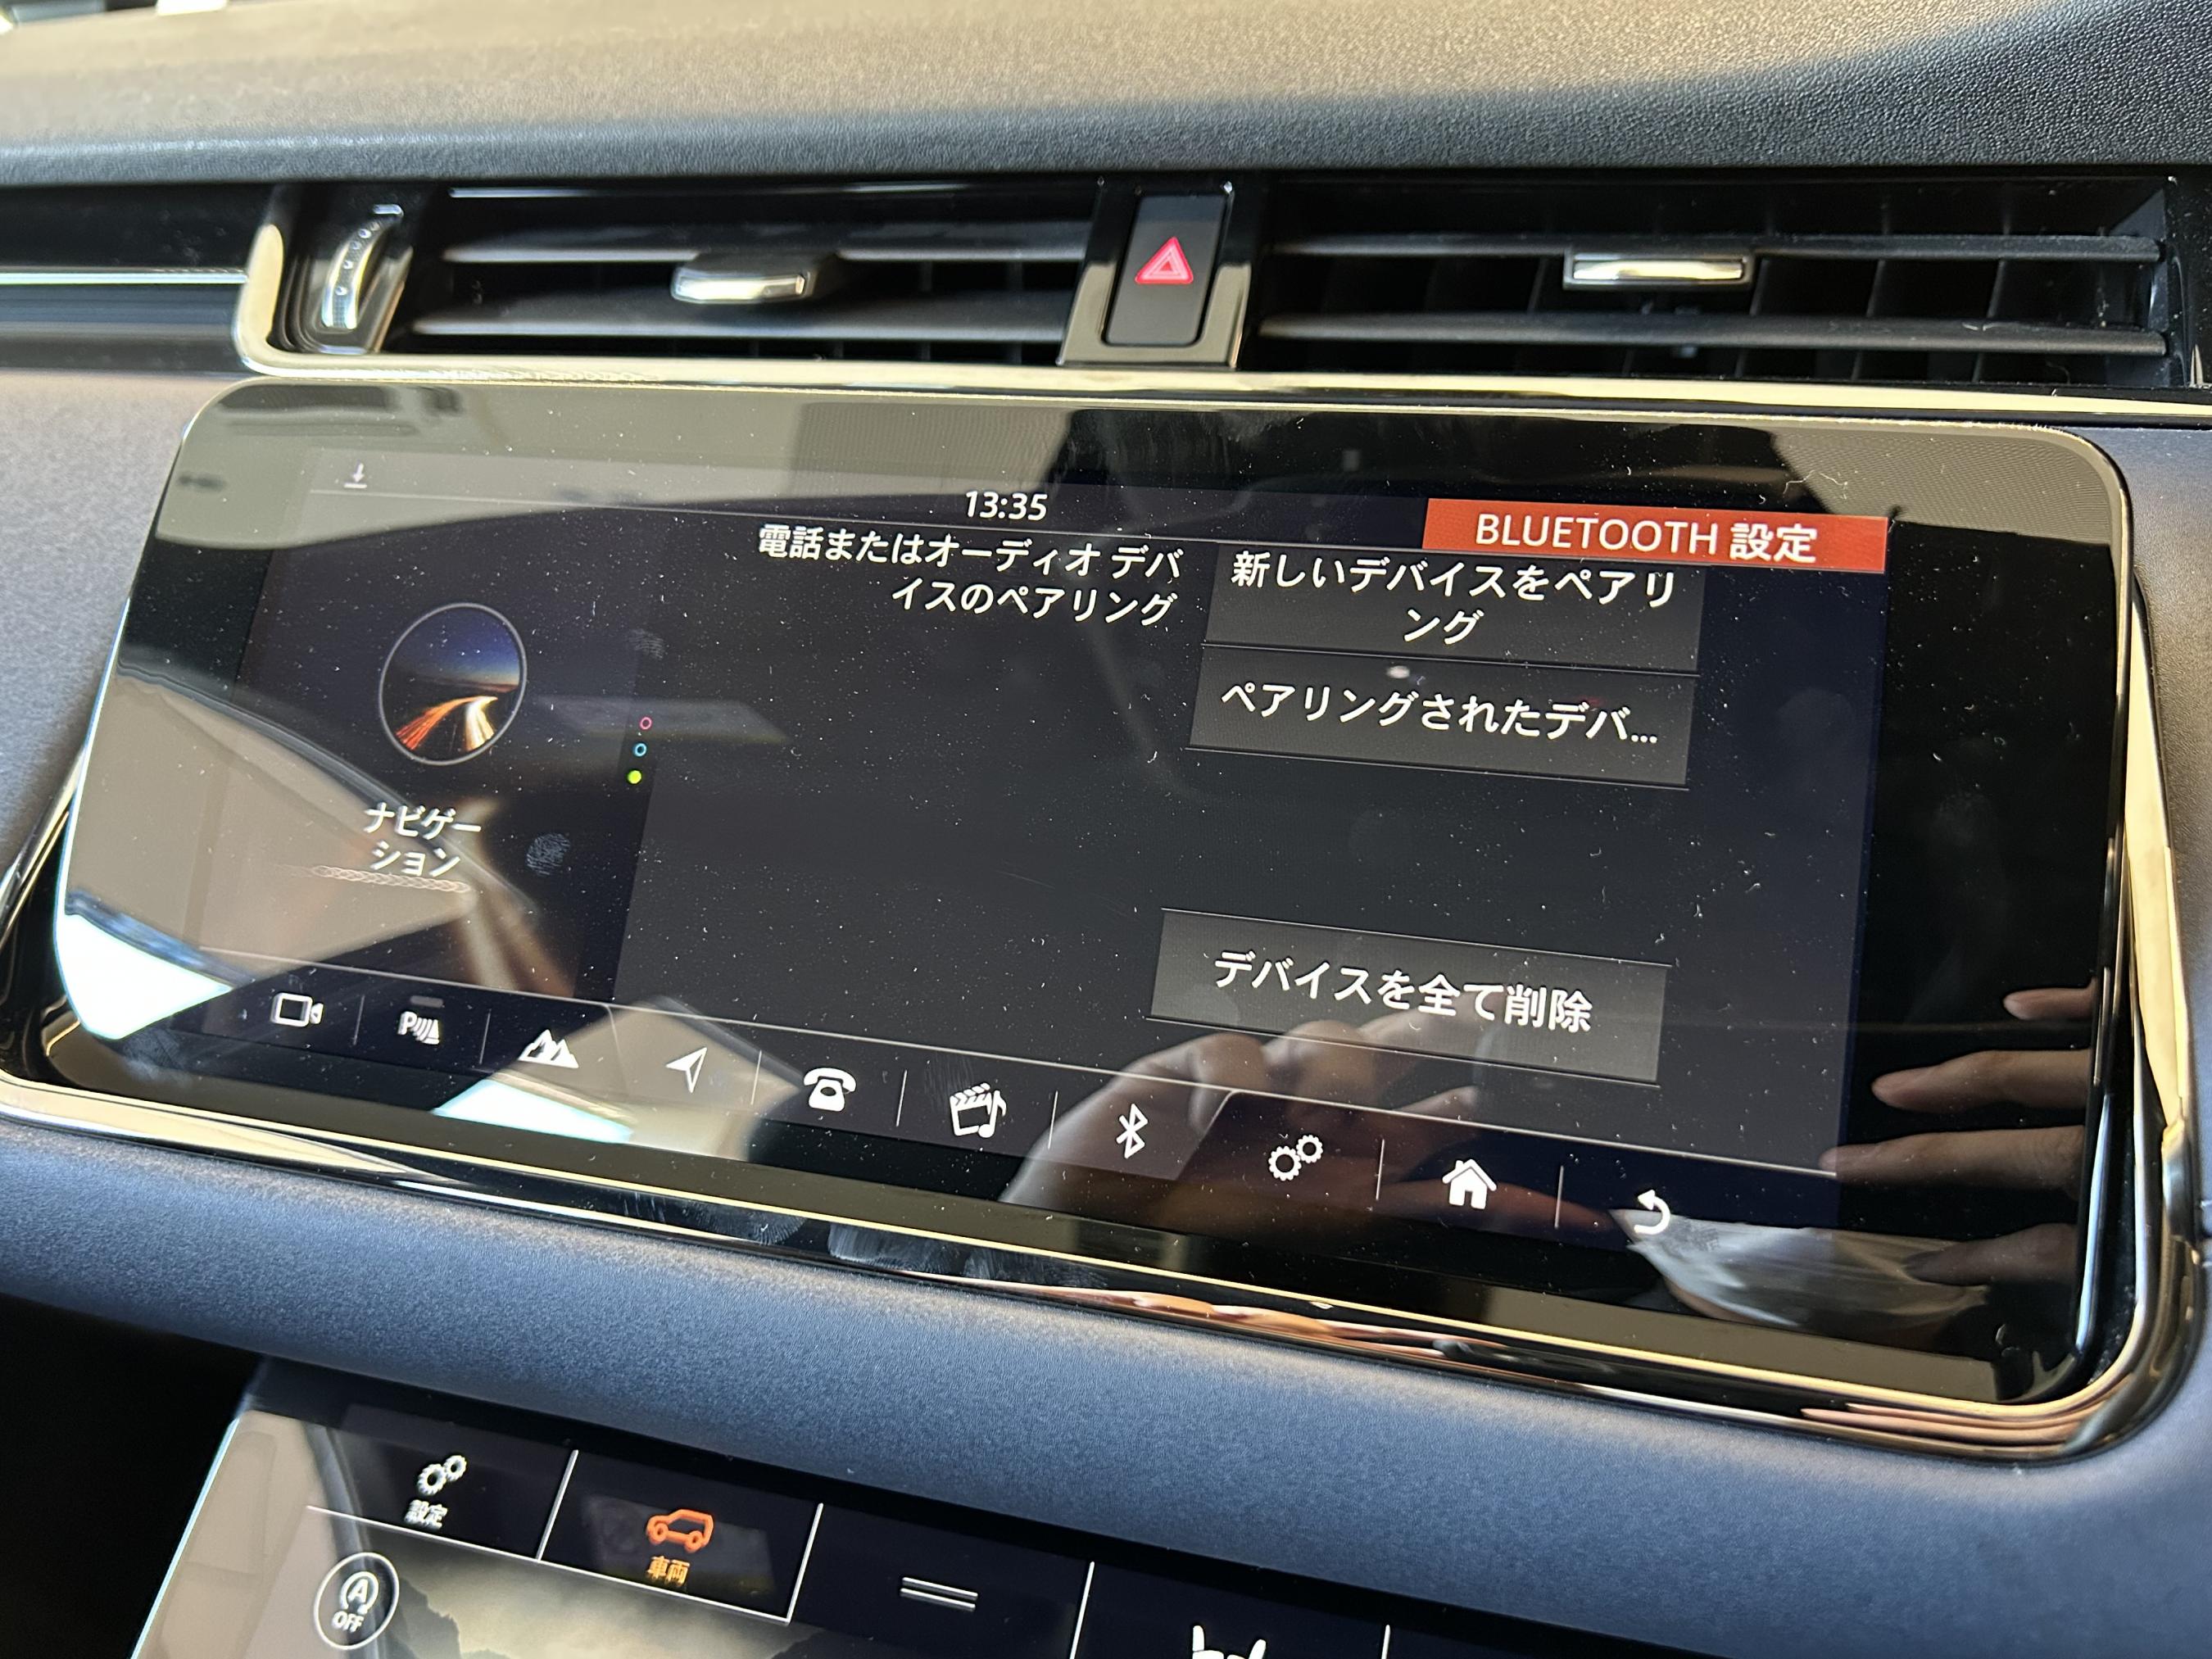 13:35
BLUETOOTH 設定
電話またはオーディオ デバ
イスのペアリング
新しいデバイスをペアリ
ング
ペアリングされたデバ...
ナビゲー
ション
デバイスを全て削除
P
設定
車両
A
OFF